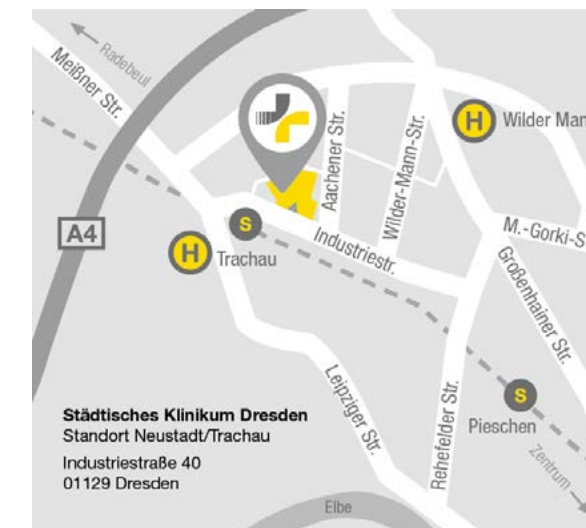 Radebeul
Meißner Str.
Aachener Str.
Wilder-Mann-Str.
H
Wilder Man
A4
S
H
Trachau
Industriestr.
M.-Gorki-S
Großenhainer Str.
Leipziger Str.
Rehefelder Str.
S
Pieschen
Zentrum
Städtisches Klinikum Dresden
Standort Neustadt/Trachau
Industriestraße 40
01129 Dresden
Elbe